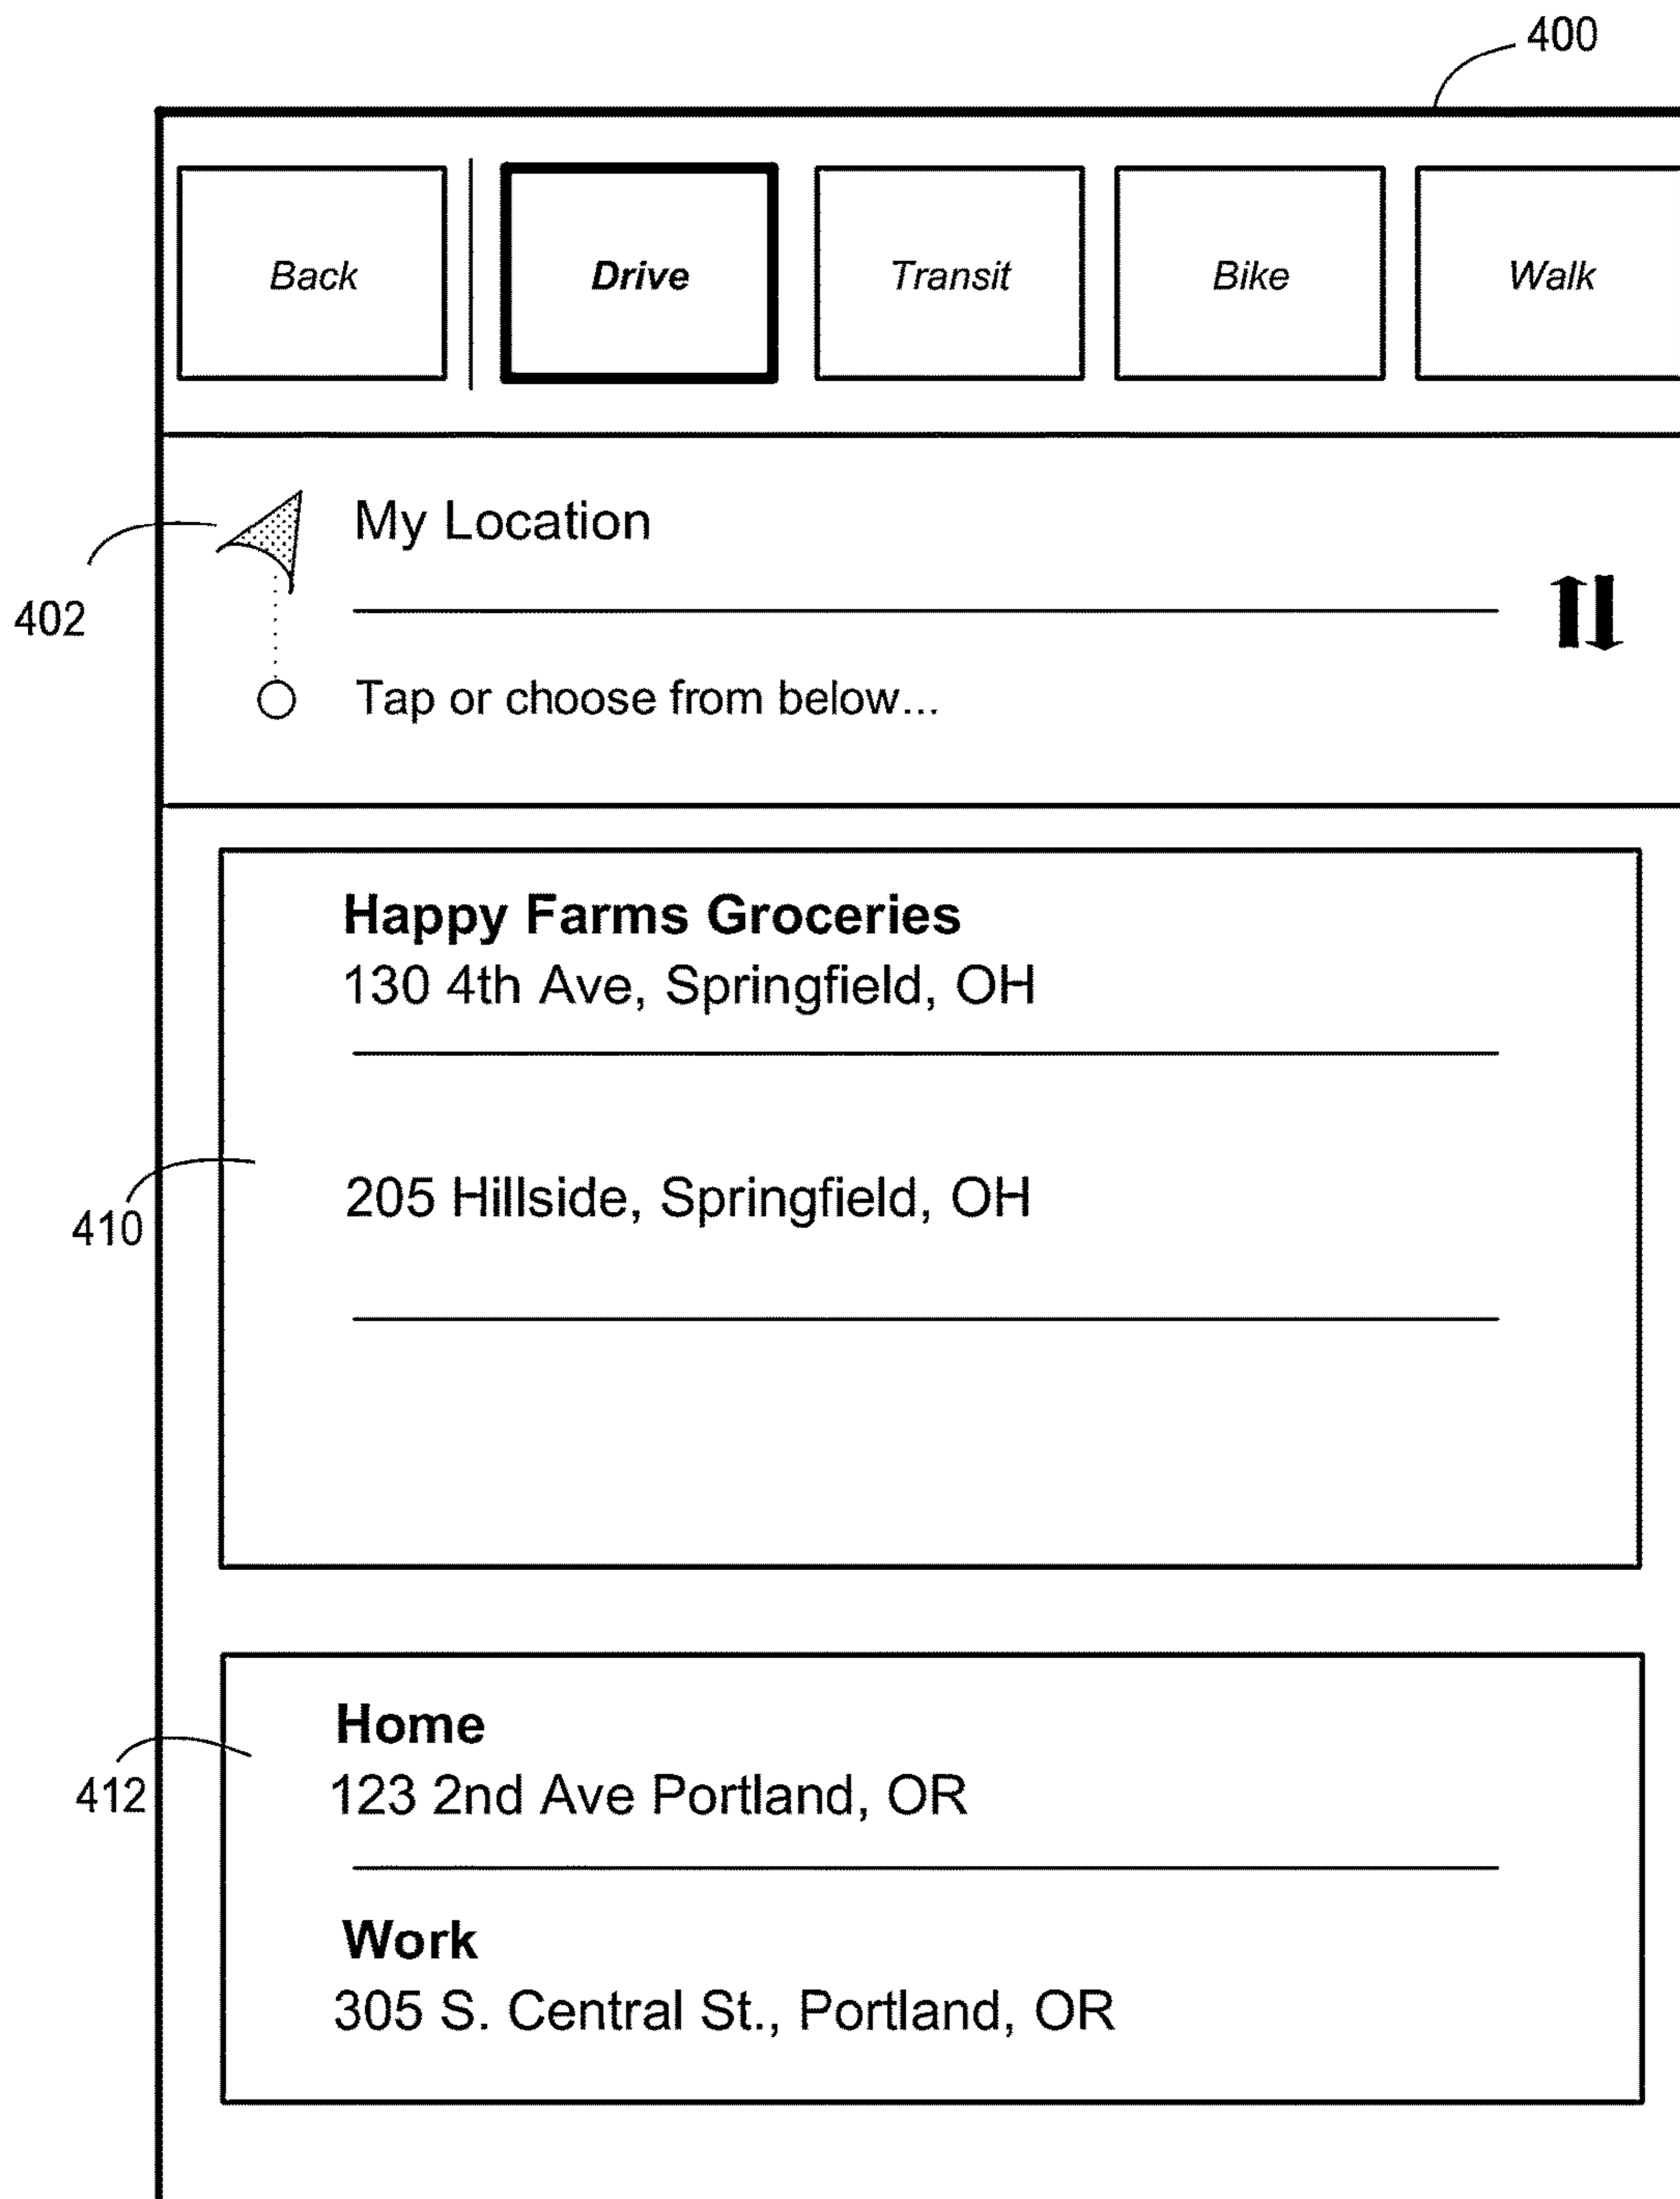 400
Back Drive Transit Bike Walk
My Location
402
Tap or choose from below...
Happy Farms Groceries
130 4th Ave, Springfield, OH
205 Hillside, Springfield, OH
410
Home
123 2nd Ave Portland, OR
412
Work
305 S. Central St., Portland, OR